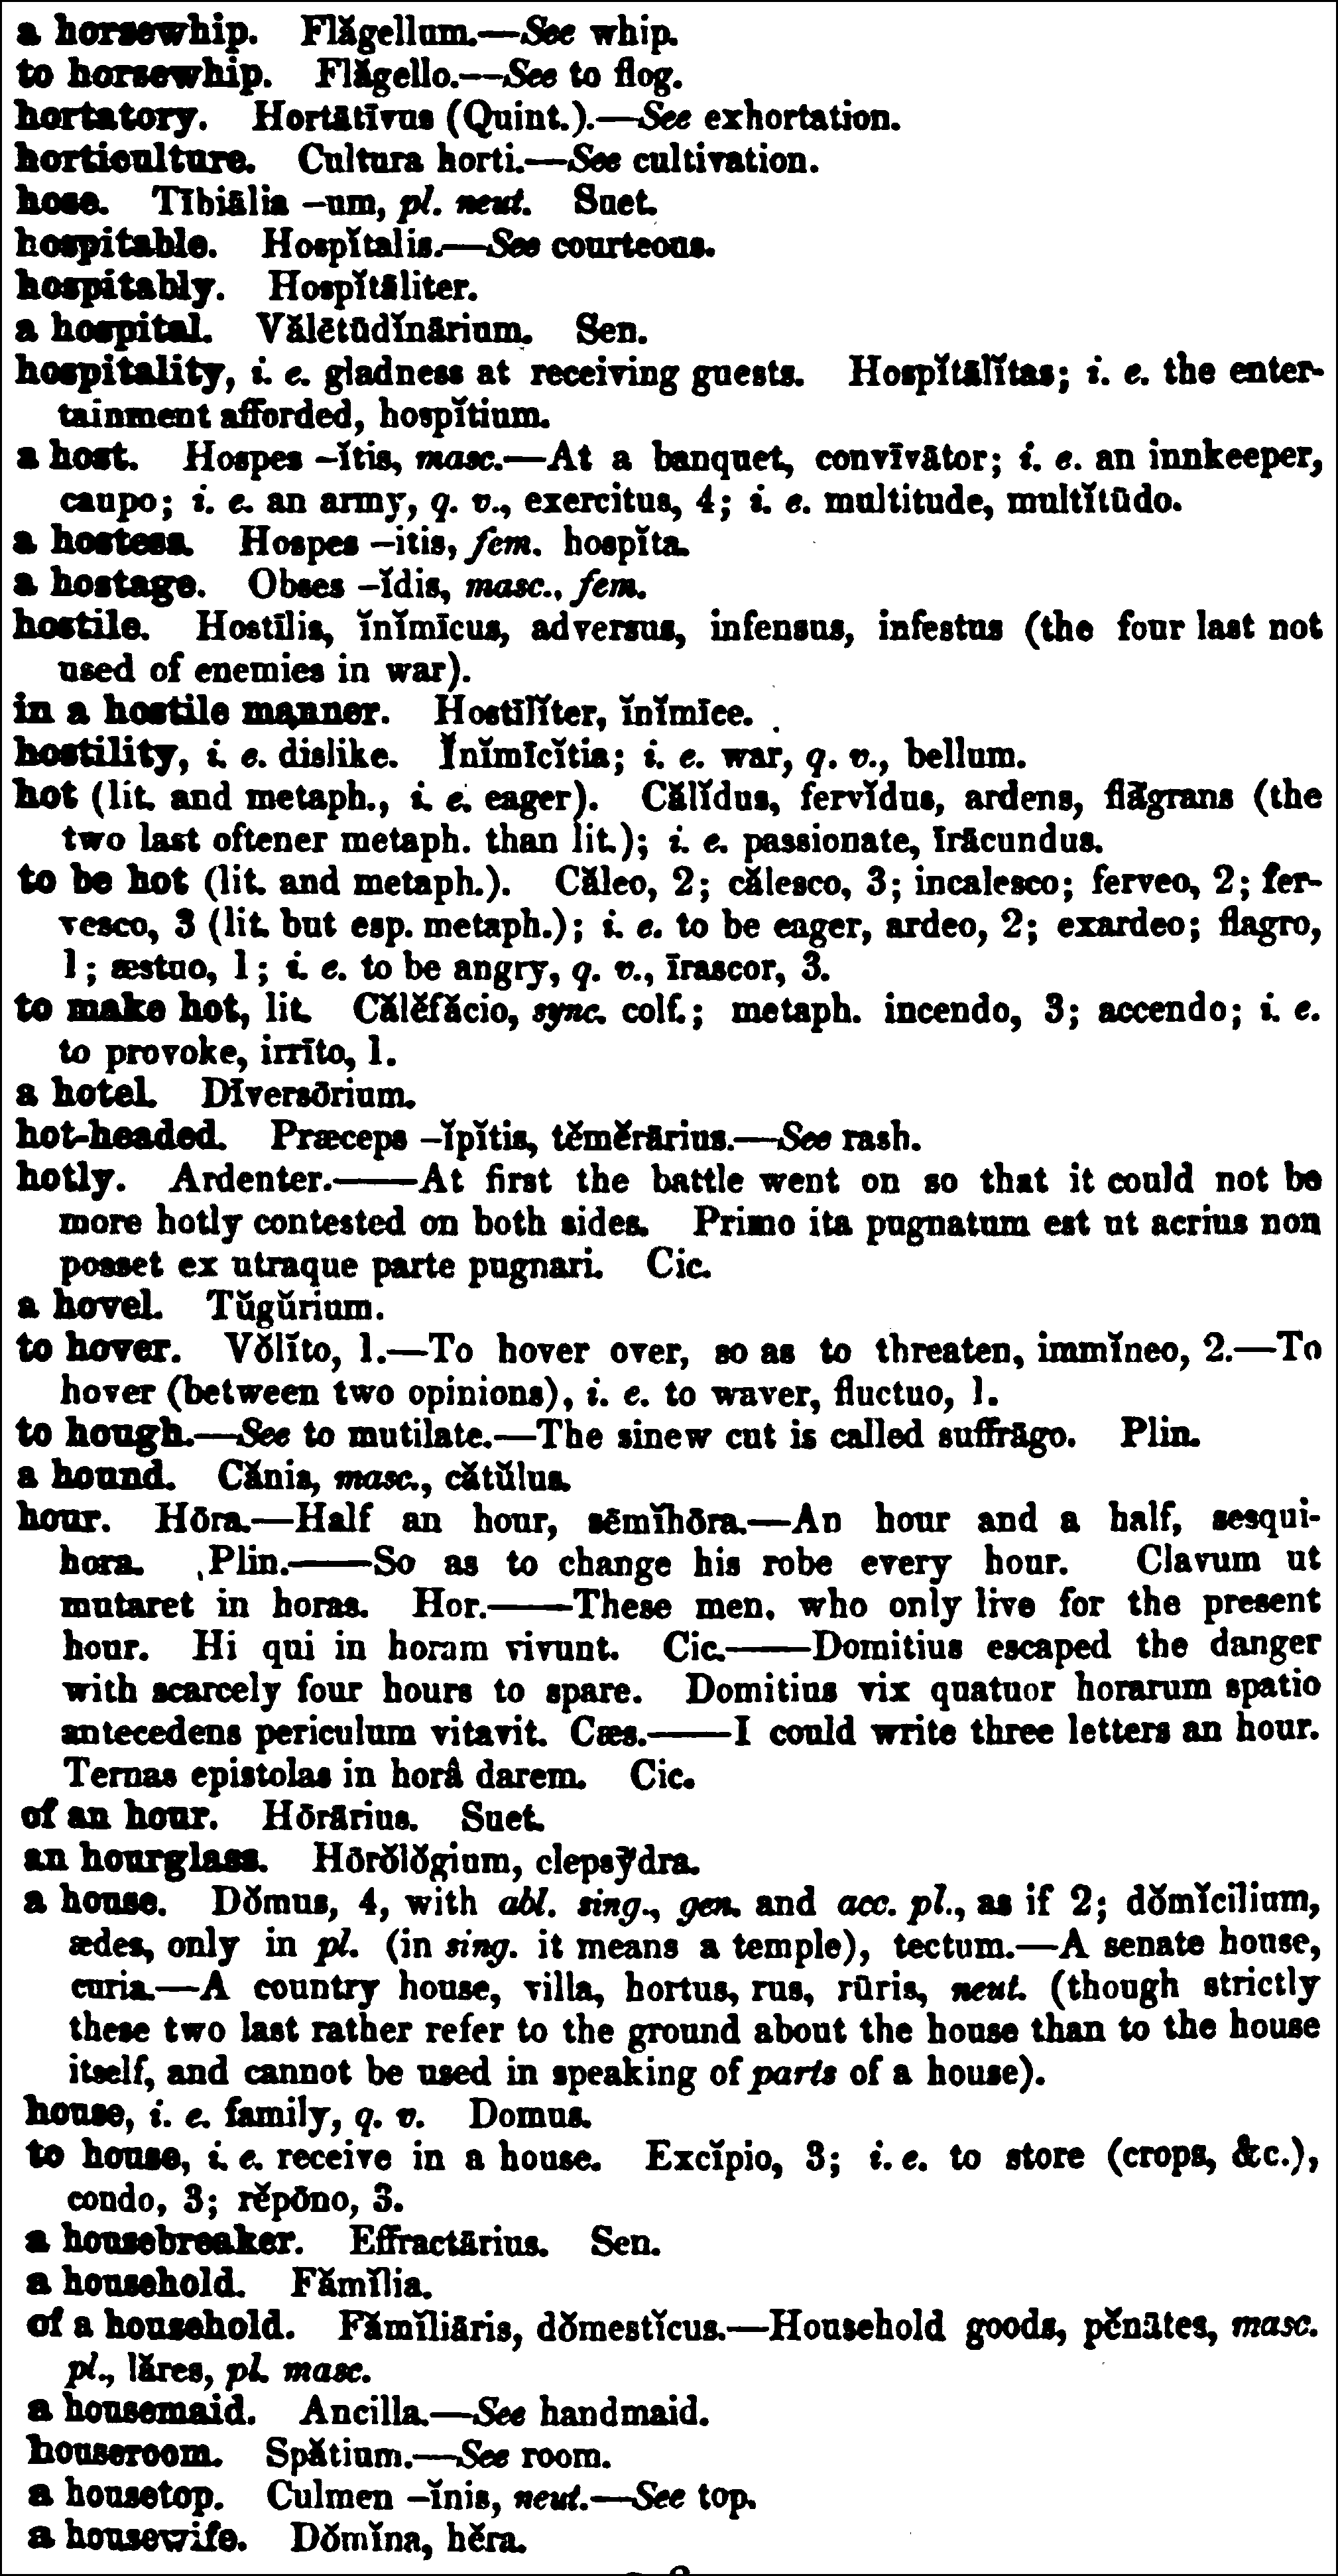 a horsewhip. Flăgellum.—See whip.
to horsewhip. Flăgello.—See to flog.
hortatory. Hortātīvus (Quint.).—See exhortation.
horticulture. Cultura horti.—See cultivation.
hose. Tībiālia –um, pl. neut. Suet.
hospitable. Hospĭtalis.—See courteous.
hospitably. Hospĭtāliter.
a hospital. Vălētūdĭnārium. Sen.
hospitality, i. e. gladness at receiving guests. Hospĭtālĭtas; i. e. the enter-
tainment afforded, hospĭtium.
a host. Hospes –ĭtis, masc.—At a banquet, convīvātor; i. e. an innkeeper,
caupo; i. e. an army, q. v., exercitus, 4; i. e. multitude, multĭtūdo.
a hostess. Hospes –itis, fem. hospĭta.
a hostage. Obses –ĭdis, masc., fem.
hostile. Hostīlis, ĭnĭmīcus, adversus, infensus, infestus (the four last not
used of enemies in war).
in a hostile manner. Hostīlĭter, ĭnĭmīce.
hostility, i. e. dislike. Ĭnĭmīcĭtia; i. e. war, q. v., bellum.
hot (lit. and metaph., i. e. eager). Călĭdus, fervĭdus, ardens, flāgrans (the
two last oftener metaph. than lit.); i. e. passionate, īrācundus.
to be hot (lit. and metaph.). Căleo, 2; călesco, 3; incalesco; ferveo, 2; fer-
vesco, 3 (lit. but esp. metaph.); i. e. to be eager, ardeo, 2; exardeo; flagro,
1; æstuo, 1; i. e. to be angry, q. v., īrascor, 3.
to make hot, lit. Călĕfăcio, sync. colf.; metaph. incendo, 3; accendo; i. e.
to provoke, irrīto, 1.
a hotel. Dīversōrium.
hot-headed. Præceps –ĭpĭtis, tĕmĕrārius.—See rash.
hotly. Ardenter.——At first the battle went on so that it could not be
more hotly contested on both sides. Primo ita pugnatum est ut acrius non
posset ex utraque parte pugnari. Cic.
a hovel. Tŭgŭrium.
to hover. Vŏlĭto, 1.—To hover over, so as to threaten, immĭneo, 2.—To
hover (between two opinions), i. e. to waver, fluctuo, 1.
to hough.—See to mutilate.—The sinew cut is called suffrāgo. Plin.
a hound. Cănis, masc., cătŭlus.
hour. Hōra.—Half an hour, sēmĭhōra.—An hour and a half, sesqui-
hora. Plin.——So as to change his robe every hour. Clavum ut
mutaret in horas. Hor.——These men, who only live for the present
hour. Hi qui in horam vivunt. Cic.——Domitius escaped the danger
with scarcely four hours to spare. Domitius vix quatuor horarum spatio
antecedens periculum vitavit. Cæs.——I could write three letters an hour.
Ternas epistolas in horâ darem. Cic.
of an hour. Hōrārius. Suet.
an hourglass. Hōrŏlŏgium, clepsy̆dra.
a house. Dŏmus, 4, with abl. sing., gen. and acc. pl., as if 2; dŏmĭcilium,
ædes, only in pl. (in sing. it means a temple), tectum.—A senate house,
curia.—A country house, villa, hortus, rus, rūris, neut. (though strictly
these two last rather refer to the ground about the house than to the house
itself, and cannot be used in speaking of parts of a house).
house, i. e. family, q. v. Domus.
to house, i. e. receive in a house. Excĭpio, 3; i. e. to store (crops, &c.),
condo, 3; rĕpōno, 3.
a housebreaker. Effractārius. Sen.
a household. Fămĭlia.
of a household. Fămĭliāris, dŏmestĭcus.—Household goods, pĕnātes, masc.
pl., lāres, pl. masc.
a housemaid. Ancilla.—See handmaid.
houseroom. Spătium.—See room.
a housetop. Culmen –ĭnis, neut.—See top.
a housewife. Dŏmĭna, hĕra.